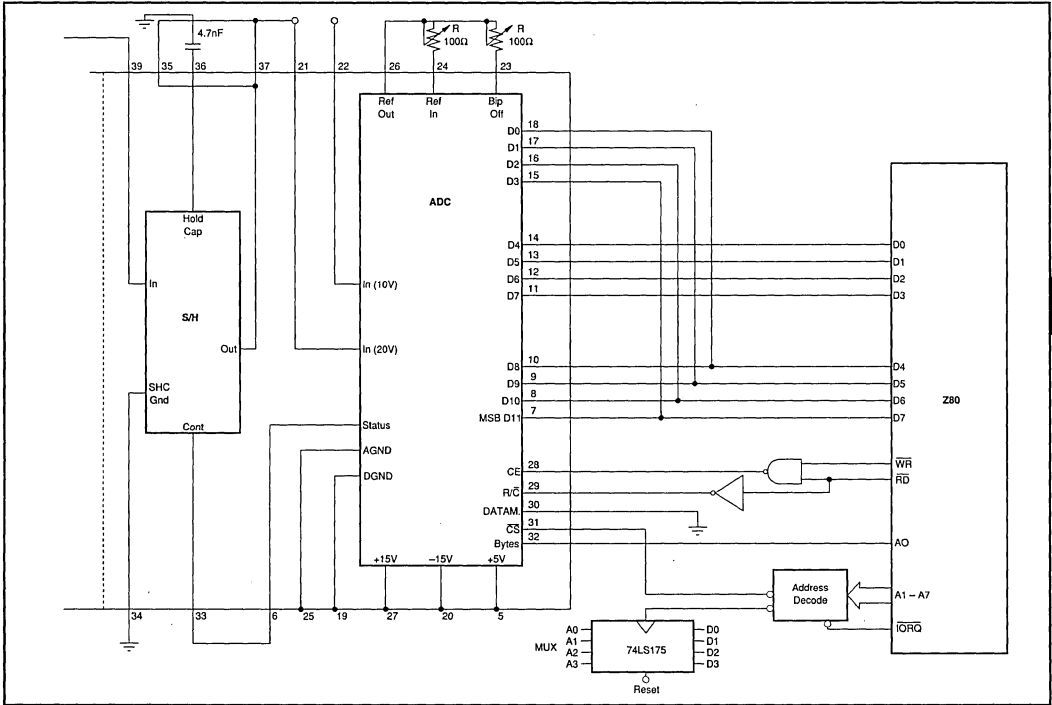 4.7nF
R
100Ω
R
100Ω
39 35 36 37 21 22 26 24 23
Ref Out
Ref In
Bip Off
ADC
D0 18
D1 17
D2 16
D3 15
D4 14
D5 13
D6 12
D7 11
D8 10
D9 9
D10 8
MSB D11 7
CE 28
R/C̅ 29
DATAM. 30
C̅S̅ 31
Bytes 32
In (10V)
In (20V)
Status
AGND
DGND
+15V −15V +5V
Hold Cap
In
S/H
Out
SHC Gnd
Cont
34 33 6 25 19 27 20 5
D0
D1
D2
D3
D4
D5
D6
D7
Z80
W̅R̅
R̅D̅
AO
A1 – A7
I̅O̅R̅Q̅
Address Decode
MUX
A0
A1
A2
A3
74LS175
D0
D1
D2
D3
Reset